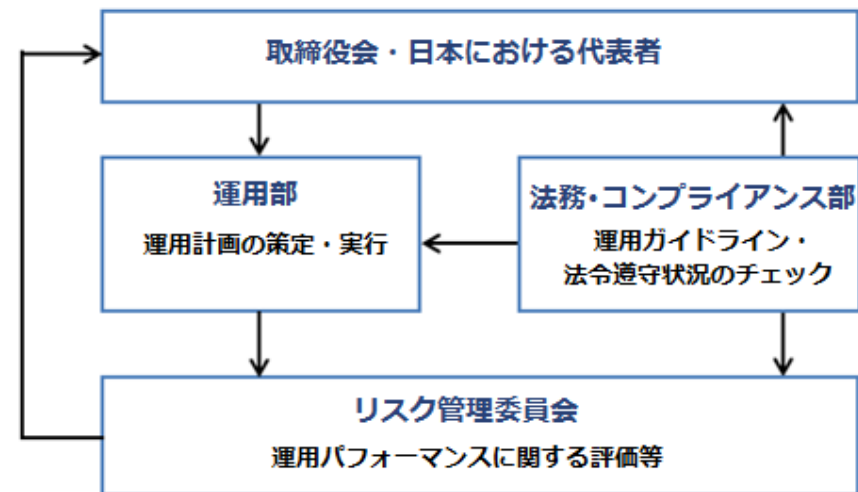 取締役会・日本における代表者
運用部
運用計画の策定・実行
法務・コンプライアンス部
運用ガイドライン・
法令遵守状況のチェック
リスク管理委員会
運用パフォーマンスに関する評価等